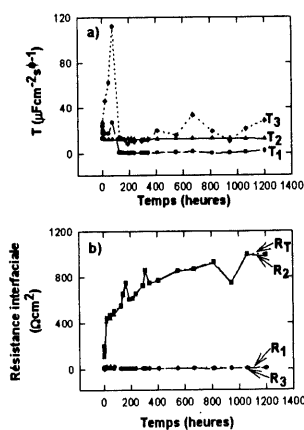 a)
T (µFcm⁻²s^ϕ⁻¹)
120
80
40
0
T₃
T₂
T₁
0 200 400 600 800 1000 1200 1400
Temps (heures)
b)
Résistance interfaciale
(Ωcm²)
1200
800
400
0
R_T
R₂
R₁
R₃
0 200 400 600 800 1000 1200 1400
Temps (heures)